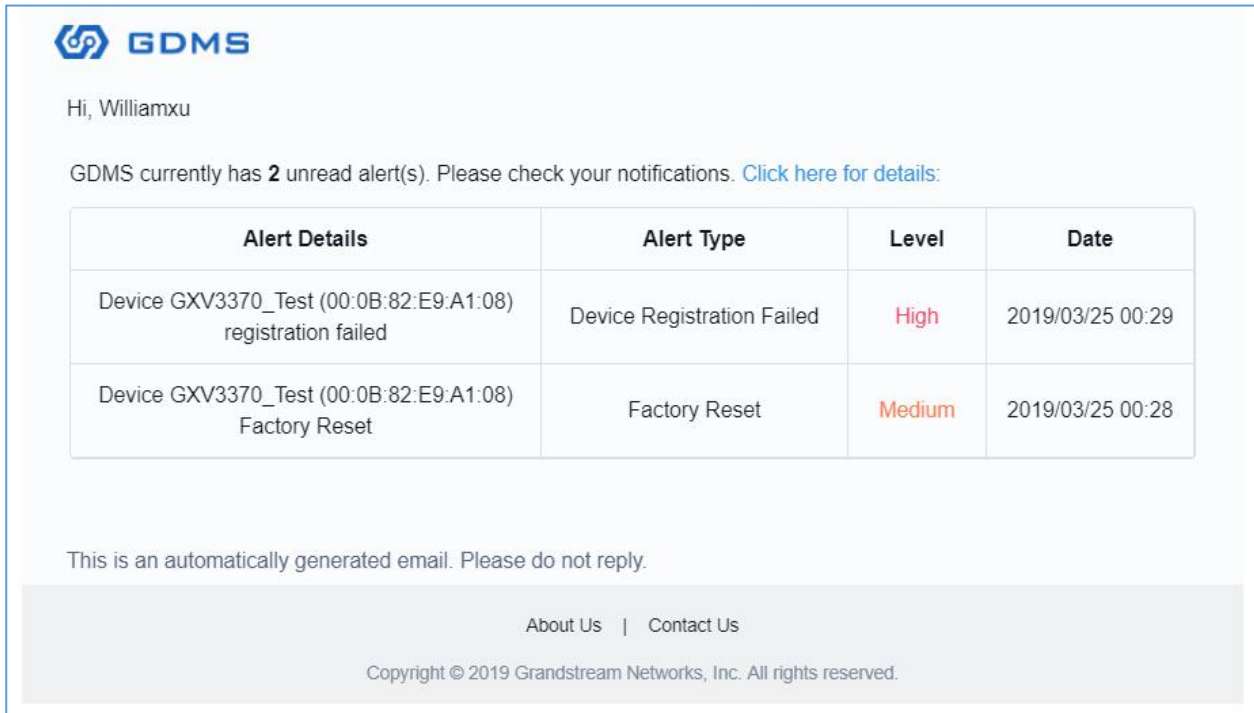 GDMS
Hi, Williamxu
GDMS currently has 2 unread alert(s). Please check your notifications. Click here for details:
Alert Details Alert Type Level Date
Device GXV3370_Test (00:0B:82:E9:A1:08)
registration failed
Device Registration Failed High 2019/03/25 00:29
Device GXV3370_Test (00:0B:82:E9:A1:08)
Factory Reset
Factory Reset Medium 2019/03/25 00:28
This is an automatically generated email. Please do not reply.
About Us | Contact Us
Copyright © 2019 Grandstream Networks, Inc. All rights reserved.